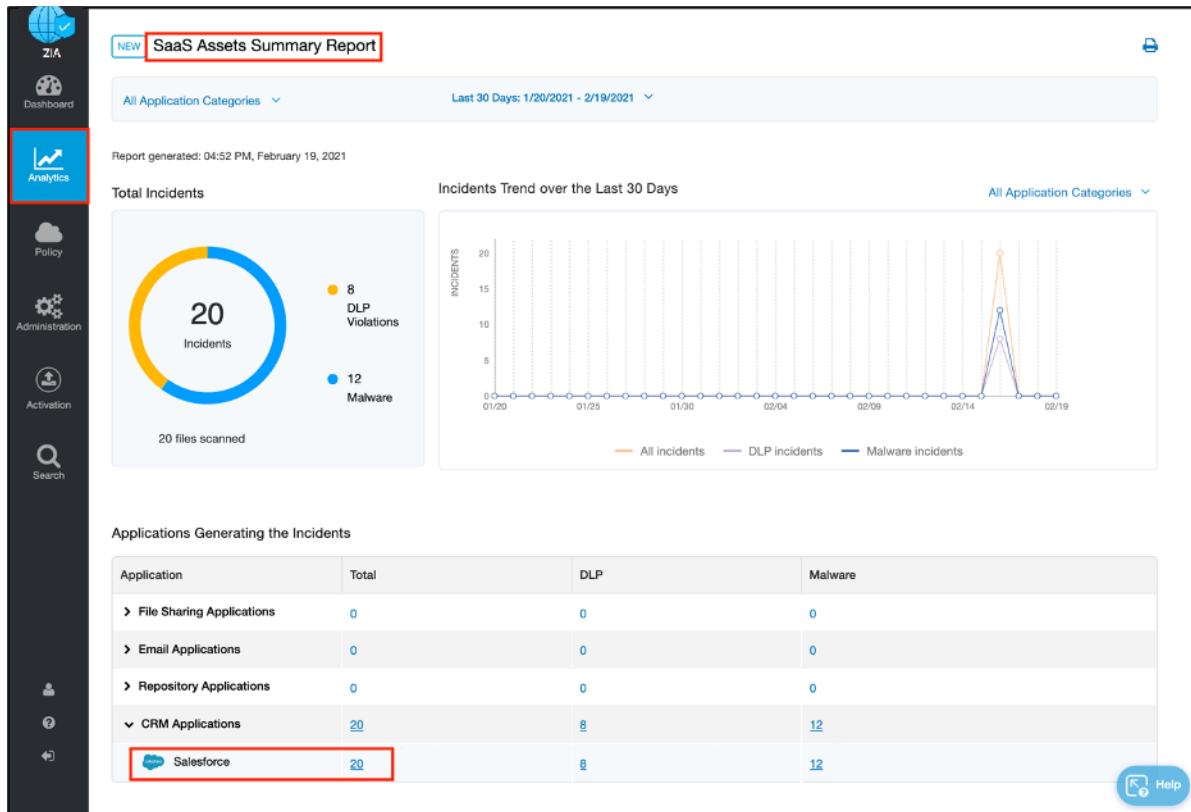 ZIA
Dashboard
Analytics
Policy
Administration
Activation
Search
NEW SaaS Assets Summary Report
All Application Categories Last 30 Days: 1/20/2021 - 2/19/2021
Report generated: 04:52 PM, February 19, 2021
Total Incidents
20
Incidents
8
DLP
Violations
12
Malware
20 files scanned
Incidents Trend over the Last 30 Days All Application Categories
INCIDENTS
20
15
10
5
0
01/20 01/25 01/30 02/04 02/09 02/14 02/19
All incidents DLP incidents Malware incidents
Applications Generating the Incidents
Application Total DLP Malware
File Sharing Applications 0 0 0
Email Applications 0 0 0
Repository Applications 0 0 0
CRM Applications 20 8 12
Salesforce 20 8 12
Help